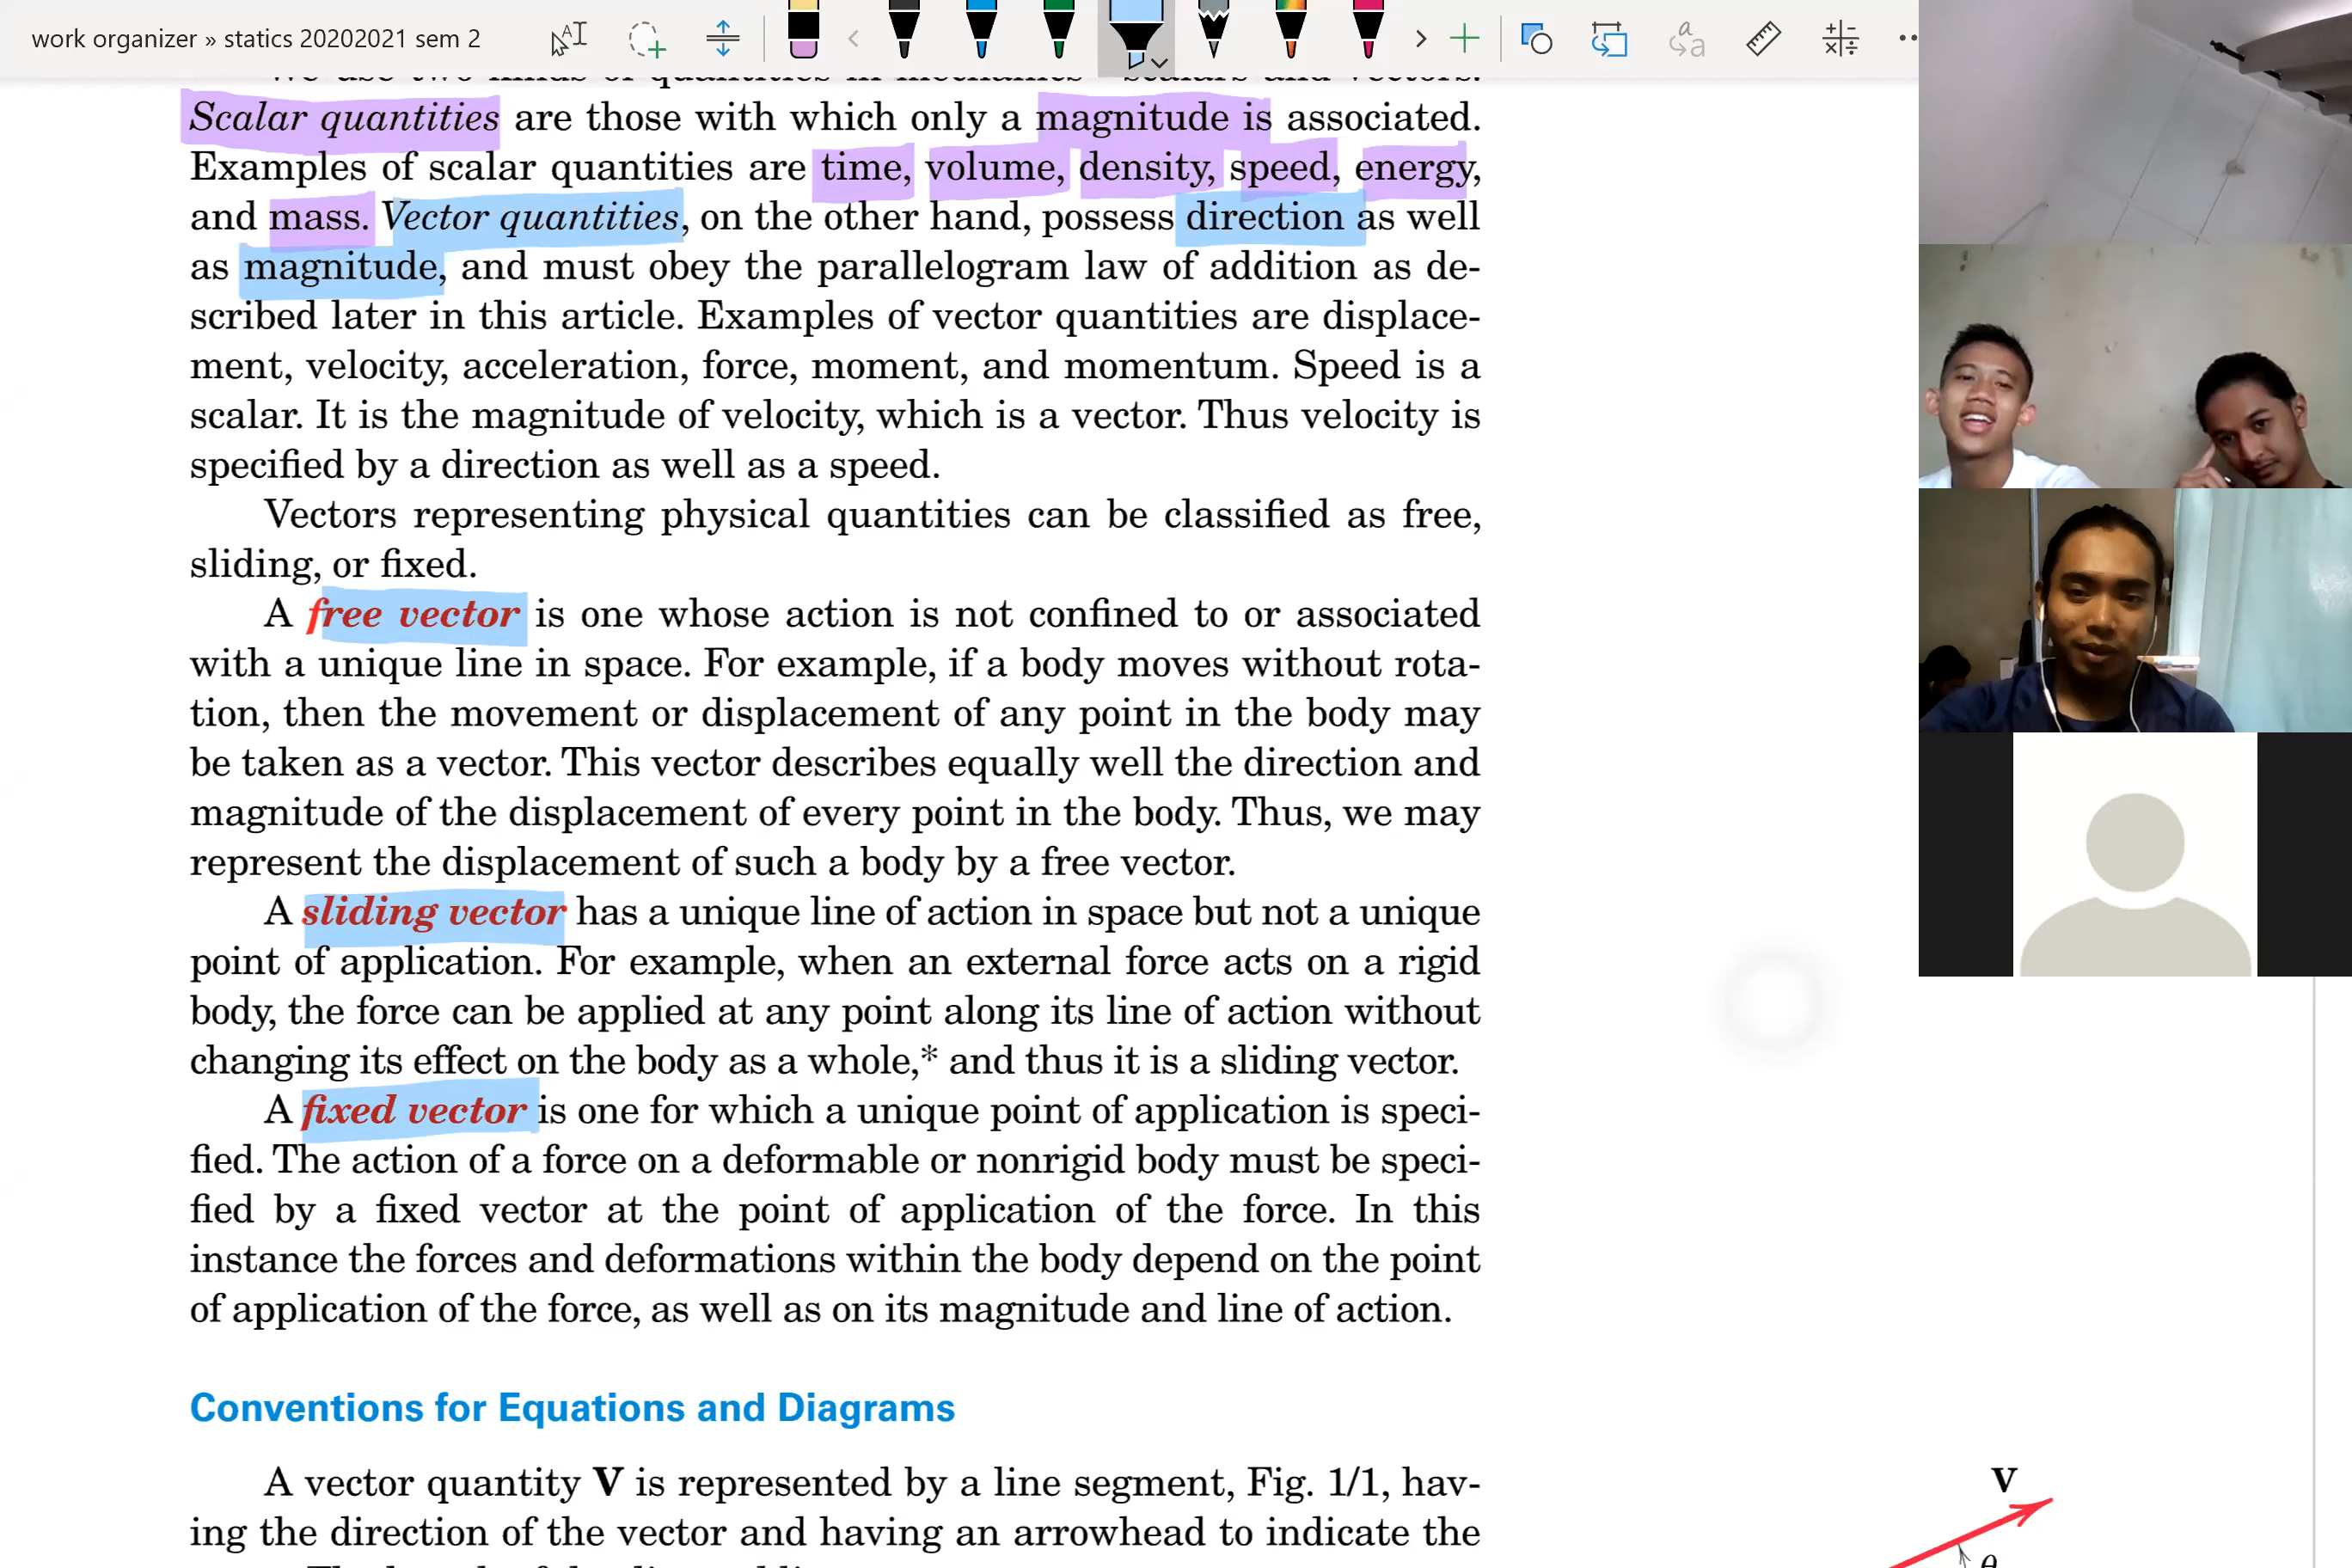 work organizer » statics 20202021 sem 2
We use two kinds of quantities in mechanics—scalars and vectors.
Scalar quantities are those with which only a magnitude is associated.
Examples of scalar quantities are time, volume, density, speed, energy,
and mass. Vector quantities, on the other hand, possess direction as well
as magnitude, and must obey the parallelogram law of addition as de-
scribed later in this article. Examples of vector quantities are displace-
ment, velocity, acceleration, force, moment, and momentum. Speed is a
scalar. It is the magnitude of velocity, which is a vector. Thus velocity is
specified by a direction as well as a speed.
Vectors representing physical quantities can be classified as free,
sliding, or fixed.
A free vector is one whose action is not confined to or associated
with a unique line in space. For example, if a body moves without rota-
tion, then the movement or displacement of any point in the body may
be taken as a vector. This vector describes equally well the direction and
magnitude of the displacement of every point in the body. Thus, we may
represent the displacement of such a body by a free vector.
A sliding vector has a unique line of action in space but not a unique
point of application. For example, when an external force acts on a rigid
body, the force can be applied at any point along its line of action without
changing its effect on the body as a whole,* and thus it is a sliding vector.
A fixed vector is one for which a unique point of application is speci-
fied. The action of a force on a deformable or nonrigid body must be speci-
fied by a fixed vector at the point of application of the force. In this
instance the forces and deformations within the body depend on the point
of application of the force, as well as on its magnitude and line of action.
Conventions for Equations and Diagrams
A vector quantity V is represented by a line segment, Fig. 1/1, hav-
ing the direction of the vector and having an arrowhead to indicate the
V
θ